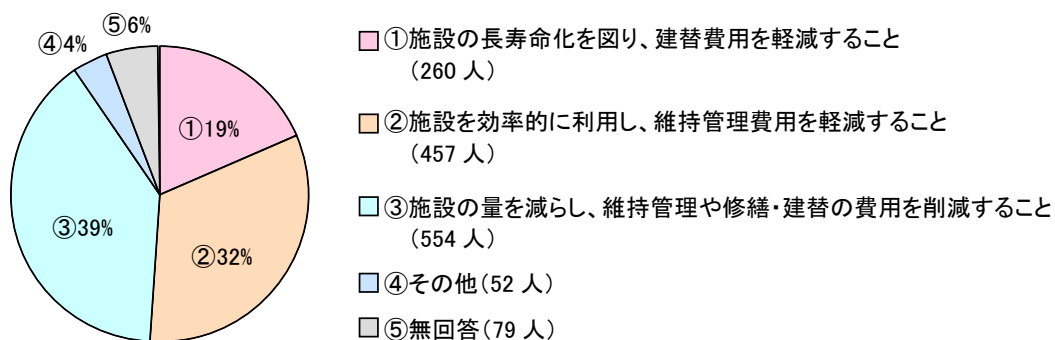 ⑤6%
④4%
①19%
③39%
②32%
①施設の長寿命化を図り、建替費用を軽減すること
（260 人）
②施設を効率的に利用し、維持管理費用を軽減すること
（457 人）
③施設の量を減らし、維持管理や修繕・建替の費用を削減すること
（554 人）
④その他（52 人）
⑤無回答（79 人）